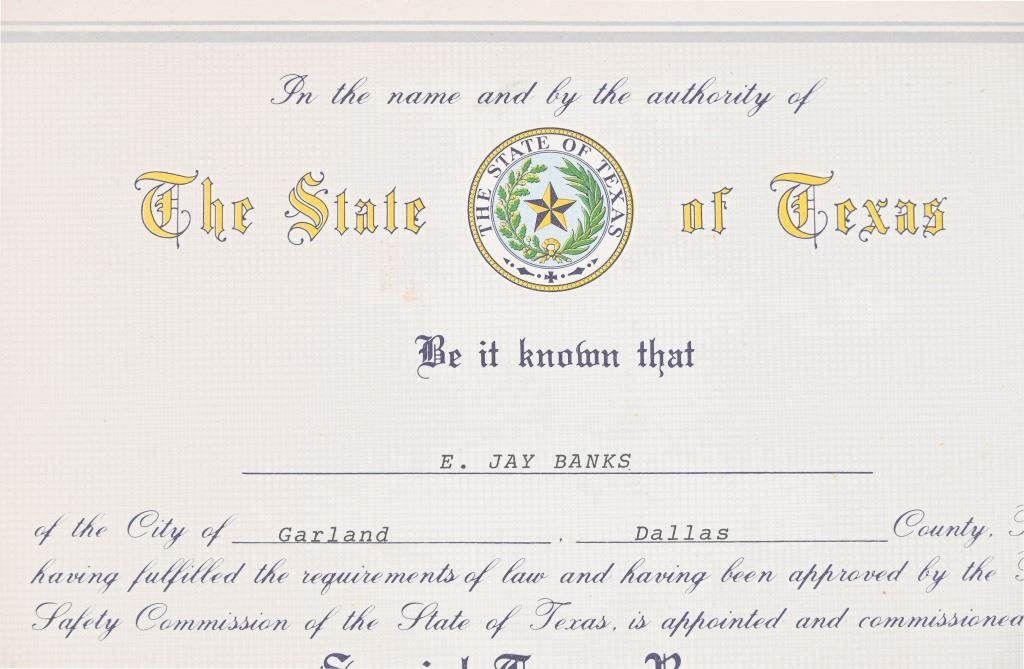 In the name and by the authority of
The State of Texas
THE STATE OF TEXAS
Be it known that
E. JAY BANKS
of the City of Garland, Dallas County,
having fulfilled the requirements of law and having been approved by the
Safety Commission of the State of Texas, is appointed and commissioned